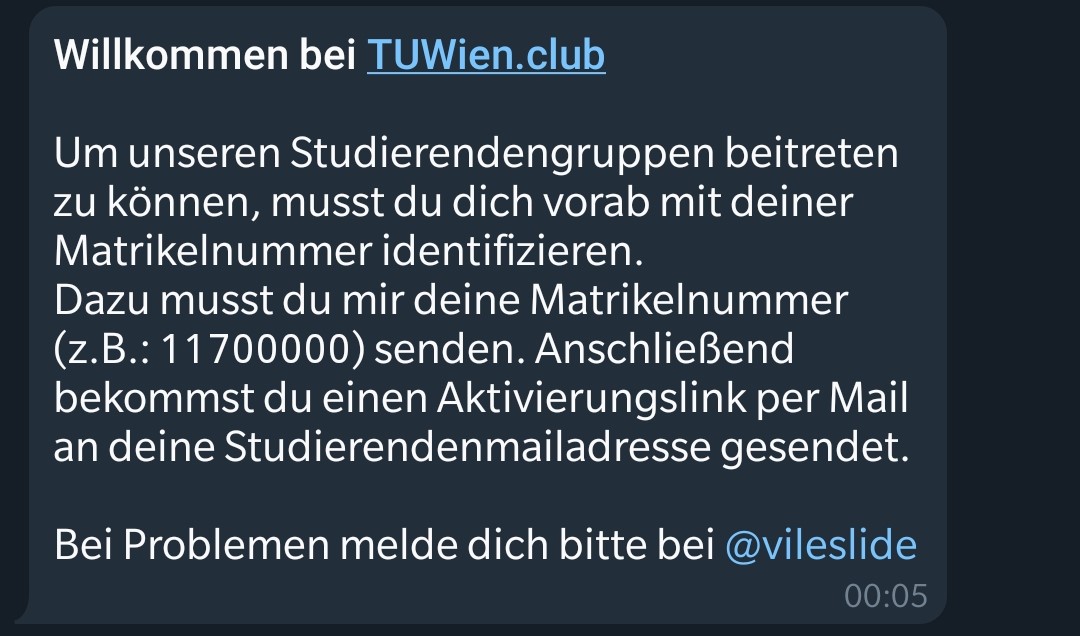 Willkommen bei TUWien.club
Um unseren Studierendengruppen beitreten
zu können, musst du dich vorab mit deiner
Matrikelnummer identifizieren.
Dazu musst du mir deine Matrikelnummer
(z.B.: 11700000) senden. Anschließend
bekommst du einen Aktivierungslink per Mail
an deine Studierendenmailadresse gesendet.
Bei Problemen melde dich bitte bei @vileslide
00:05